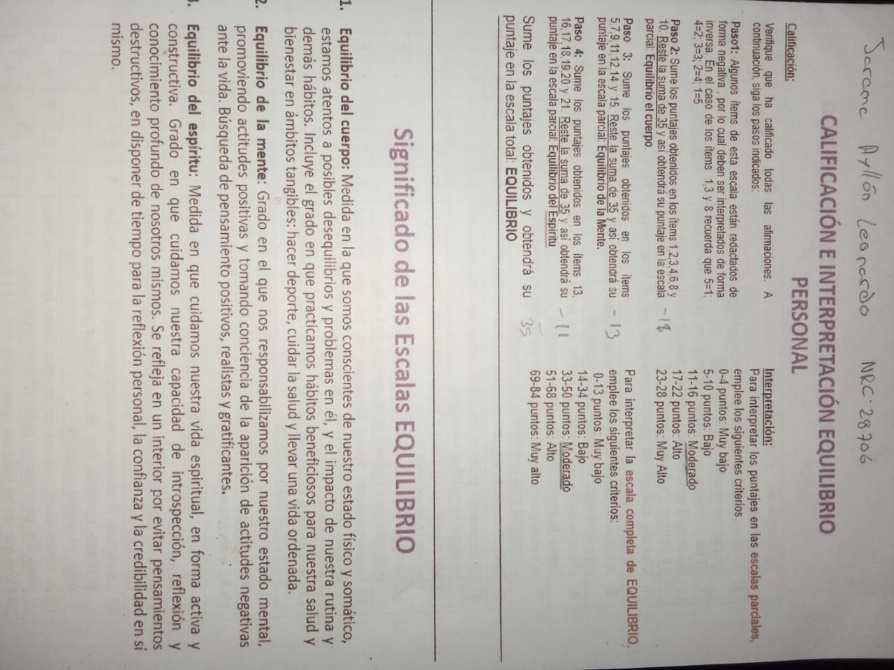 Jarame Ayllón Leonardo NRC: 28706
CALIFICACIÓN E INTERPRETACIÓN EQUILIBRIO
PERSONAL
Calificación:
Verifique que ha calificado todas las afirmaciones. A
continuación, siga los pasos indicados:
Paso1: Algunos ítems de esta escala están redactados de
forma negativa , por lo cual deben ser interpretados de forma
inversa. En el caso de los ítems 1,3 y 8 recuerda que 5=1;
4=2; 3=3; 2=4; 1=5
Paso 2: Sume los puntajes obtenidos en los ítems 1,2,3,4,6,8 y
10. Reste la suma de 35 y así obtendrá su puntaje en la escala
parcial: Equilibrio el cuerpo
- 18
Paso 3: Sume los puntajes obtenidos en los ítems
5,7,9,11,12,14 y 15. Reste la suma de 35 y así obtendrá su
puntaje en la escala parcial: Equilibrio de la Mente.
- 13
Paso 4: Sume los puntajes obtenidos en los ítems 13,
16,17,18,19,20 y 21. Reste la suma de 35 y así obtendrá su
puntaje en la escala parcial: Equilibrio del Espíritu
- 11
Sume los puntajes obtenidos y obtendrá su
puntaje en la escala total: EQUILIBRIO
Interpretación:
Para interpretar los puntajes en las escalas parciales,
emplee los siguientes criterios
0-4 puntos: Muy bajo
5-10 puntos: Bajo
11-16 puntos: Moderado
17-22 puntos: Alto
23-28 puntos: Muy Alto
Para interpretar la escala completa de EQUILIBRIO,
emplee los siguientes criterios:
0-13 puntos: Muy bajo
14-34 puntos: Bajo
33-50 puntos: Moderado
51-68 puntos: Alto
69-84 puntos: Muy alto
Significado de las Escalas EQUILIBRIO
1. Equilibrio del cuerpo: Medida en la que somos conscientes de nuestro estado físico y somático,
estamos atentos a posibles desequilibrios y problemas en él, y el impacto de nuestra rutina y
demás hábitos. Incluye el grado en que practicamos hábitos beneficiosos para nuestra salud y
bienestar en ámbitos tangibles: hacer deporte, cuidar la salud y llevar una vida ordenada.
2. Equilibrio de la mente: Grado en el que nos responsabilizamos por nuestro estado mental,
promoviendo actitudes positivas y tomando conciencia de la aparición de actitudes negativas
ante la vida. Búsqueda de pensamiento positivos, realistas y gratificantes.
3. Equilibrio del espíritu: Medida en que cuidamos nuestra vida espiritual, en forma activa y
constructiva. Grado en que cuidamos nuestra capacidad de introspección, reflexión y
conocimiento profundo de nosotros mismos. Se refleja en un interior por evitar pensamientos
destructivos, en disponer de tiempo para la reflexión personal, la confianza y la credibilidad en sí
mismo.